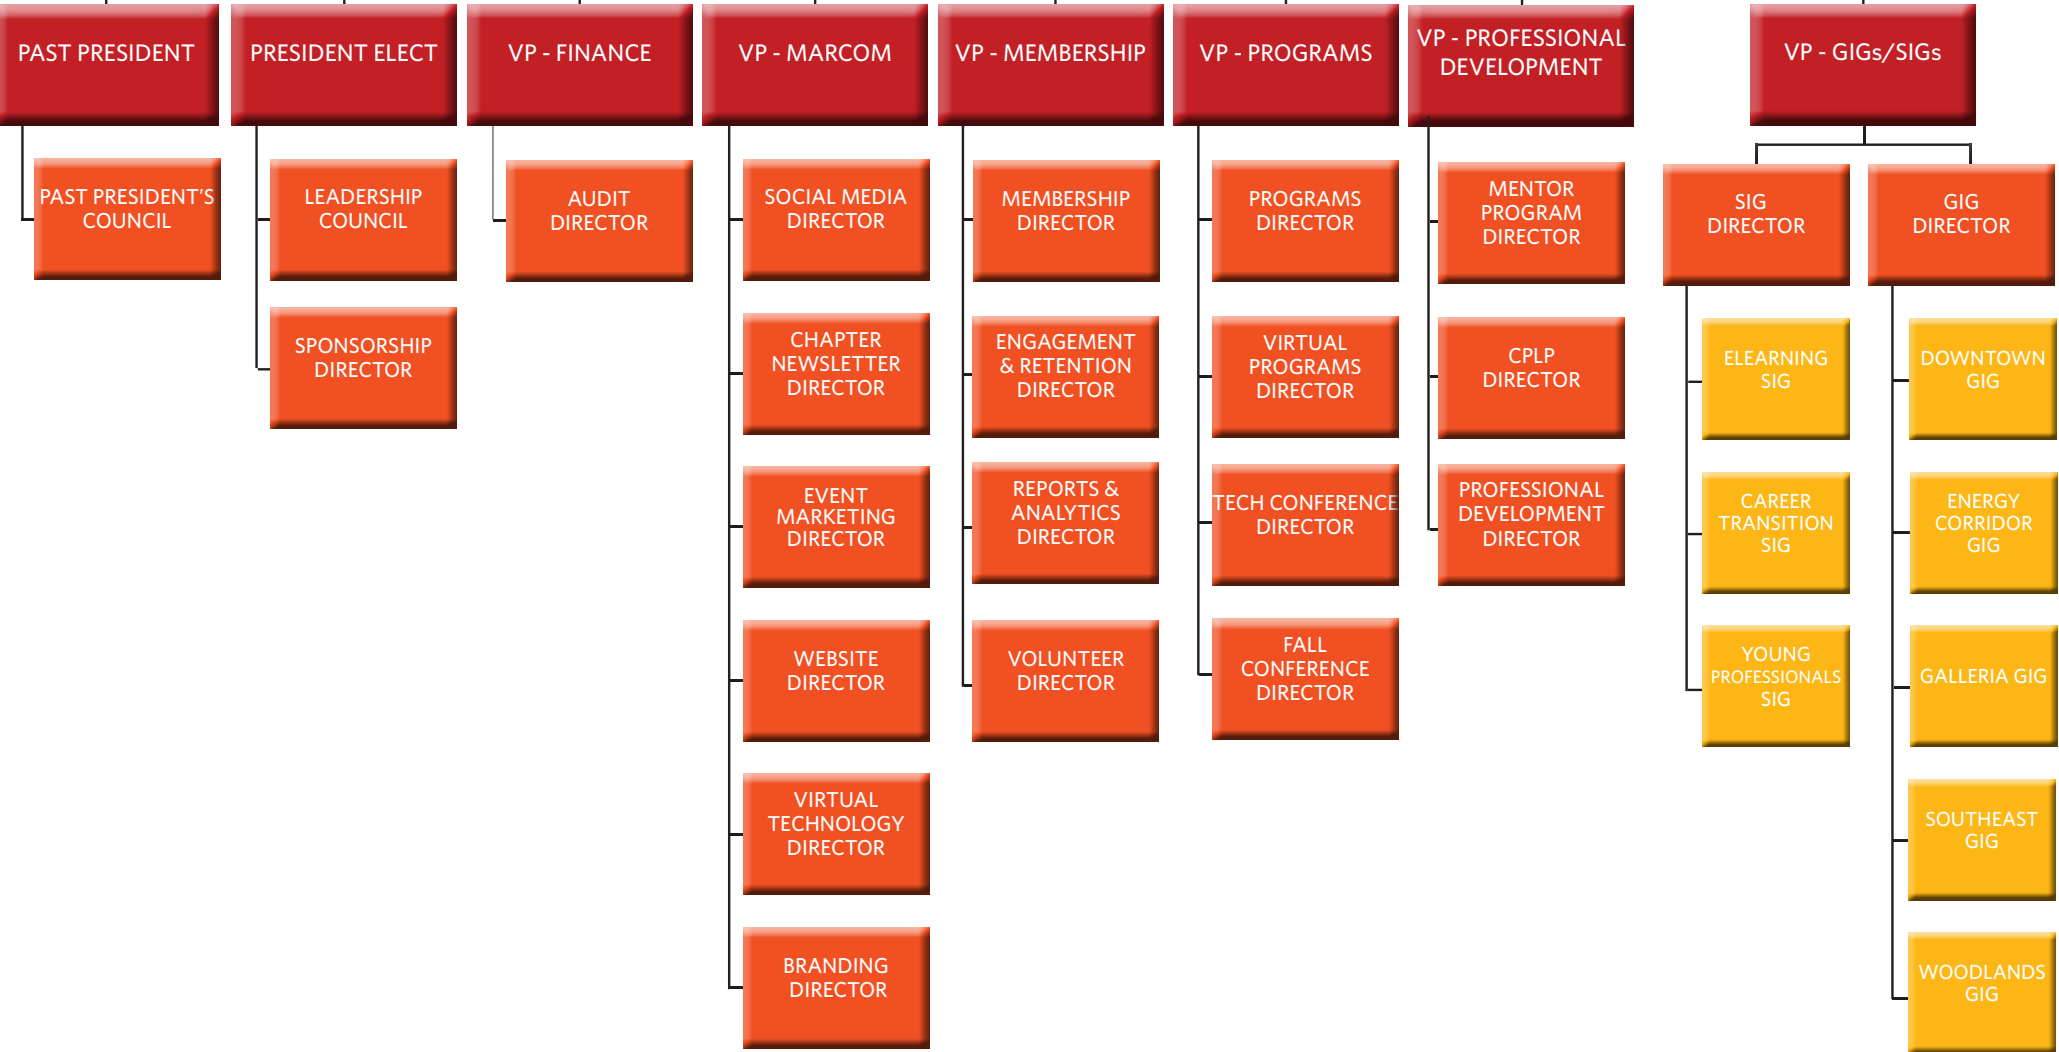 PAST PRESIDENT
PRESIDENT ELECT
VP - FINANCE
VP - MARCOM
VP - MEMBERSHIP
VP - PROGRAMS
VP - PROFESSIONAL
DEVELOPMENT
VP - GIGs/SIGs
PAST PRESIDENT'S
COUNCIL
LEADERSHIP
COUNCIL
SPONSORSHIP
DIRECTOR
AUDIT
DIRECTOR
SOCIAL MEDIA
DIRECTOR
CHAPTER
NEWSLETTER
DIRECTOR
EVENT
MARKETING
DIRECTOR
WEBSITE
DIRECTOR
VIRTUAL
TECHNOLOGY
DIRECTOR
BRANDING
DIRECTOR
MEMBERSHIP
DIRECTOR
ENGAGEMENT
& RETENTION
DIRECTOR
REPORTS &
ANALYTICS
DIRECTOR
VOLUNTEER
DIRECTOR
PROGRAMS
DIRECTOR
VIRTUAL
PROGRAMS
DIRECTOR
TECH CONFERENCE
DIRECTOR
FALL
CONFERENCE
DIRECTOR
MENTOR
PROGRAM
DIRECTOR
CPLP
DIRECTOR
PROFESSIONAL
DEVELOPMENT
DIRECTOR
SIG
DIRECTOR
ELEARNING
SIG
CAREER
TRANSITION
SIG
YOUNG
PROFESSIONALS
SIG
GIG
DIRECTOR
DOWNTOWN
GIG
ENERGY
CORRIDOR
GIG
GALLERIA GIG
SOUTHEAST
GIG
WOODLANDS
GIG